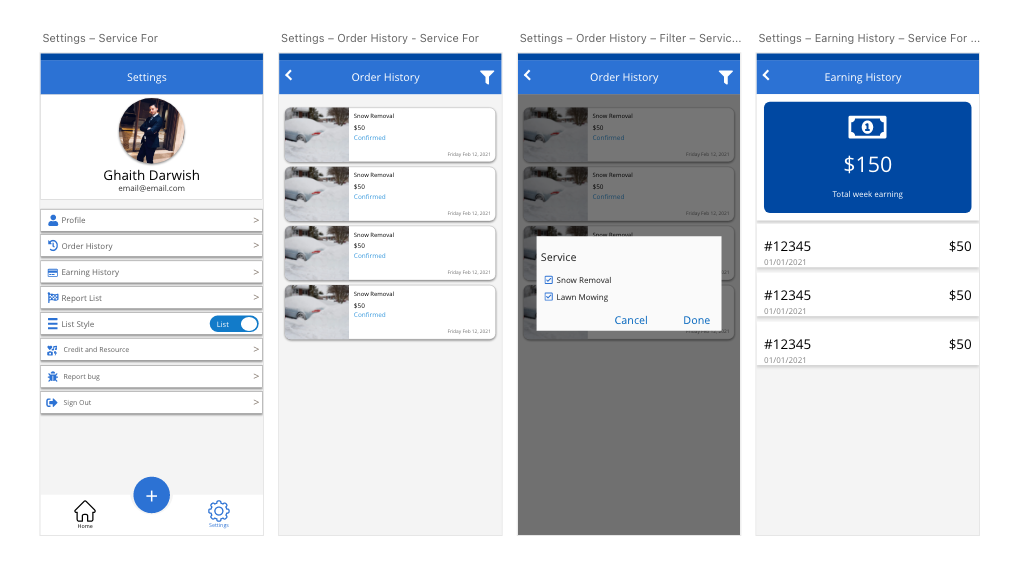 Settings – Service For
Settings
Ghaith Darwish
email@email.com
Profile >
Order History >
Earning History >
Report List >
List Style List
Credit and Resource >
Report bug >
Sign Out >
+
Home
Settings
Settings – Order History - Service For
Order History
Snow Removal
$50
Confirmed
Friday Feb 12, 2021
Snow Removal
$50
Confirmed
Friday Feb 12, 2021
Snow Removal
$50
Confirmed
Friday Feb 12, 2021
Snow Removal
$50
Confirmed
Friday Feb 12, 2021
Settings – Order History – Filter – Servic...
Order History
Snow Removal
$50
Confirmed
Friday Feb 12, 2021
Snow Removal
$50
Confirmed
Friday Feb 12, 2021
Service
Snow Removal
Lawn Mowing
Cancel Done
Settings – Earning History – Service For ...
Earning History
1
$150
Total week earning
#12345 $50
01/01/2021
#12345 $50
01/01/2021
#12345 $50
01/01/2021